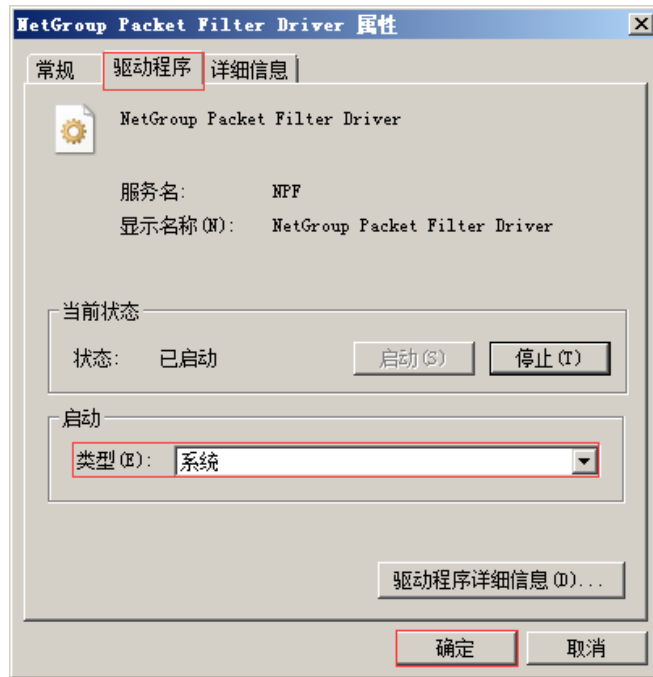 NetGroup Packet Filter Driver 属性
常规 驱动程序 详细信息
NetGroup Packet Filter Driver
服务名: NPF
显示名称(N): NetGroup Packet Filter Driver
当前状态
状态: 已启动 启动(S) 停止(T)
启动
类型(E): 系统
驱动程序详细信息(D)...
确定 取消